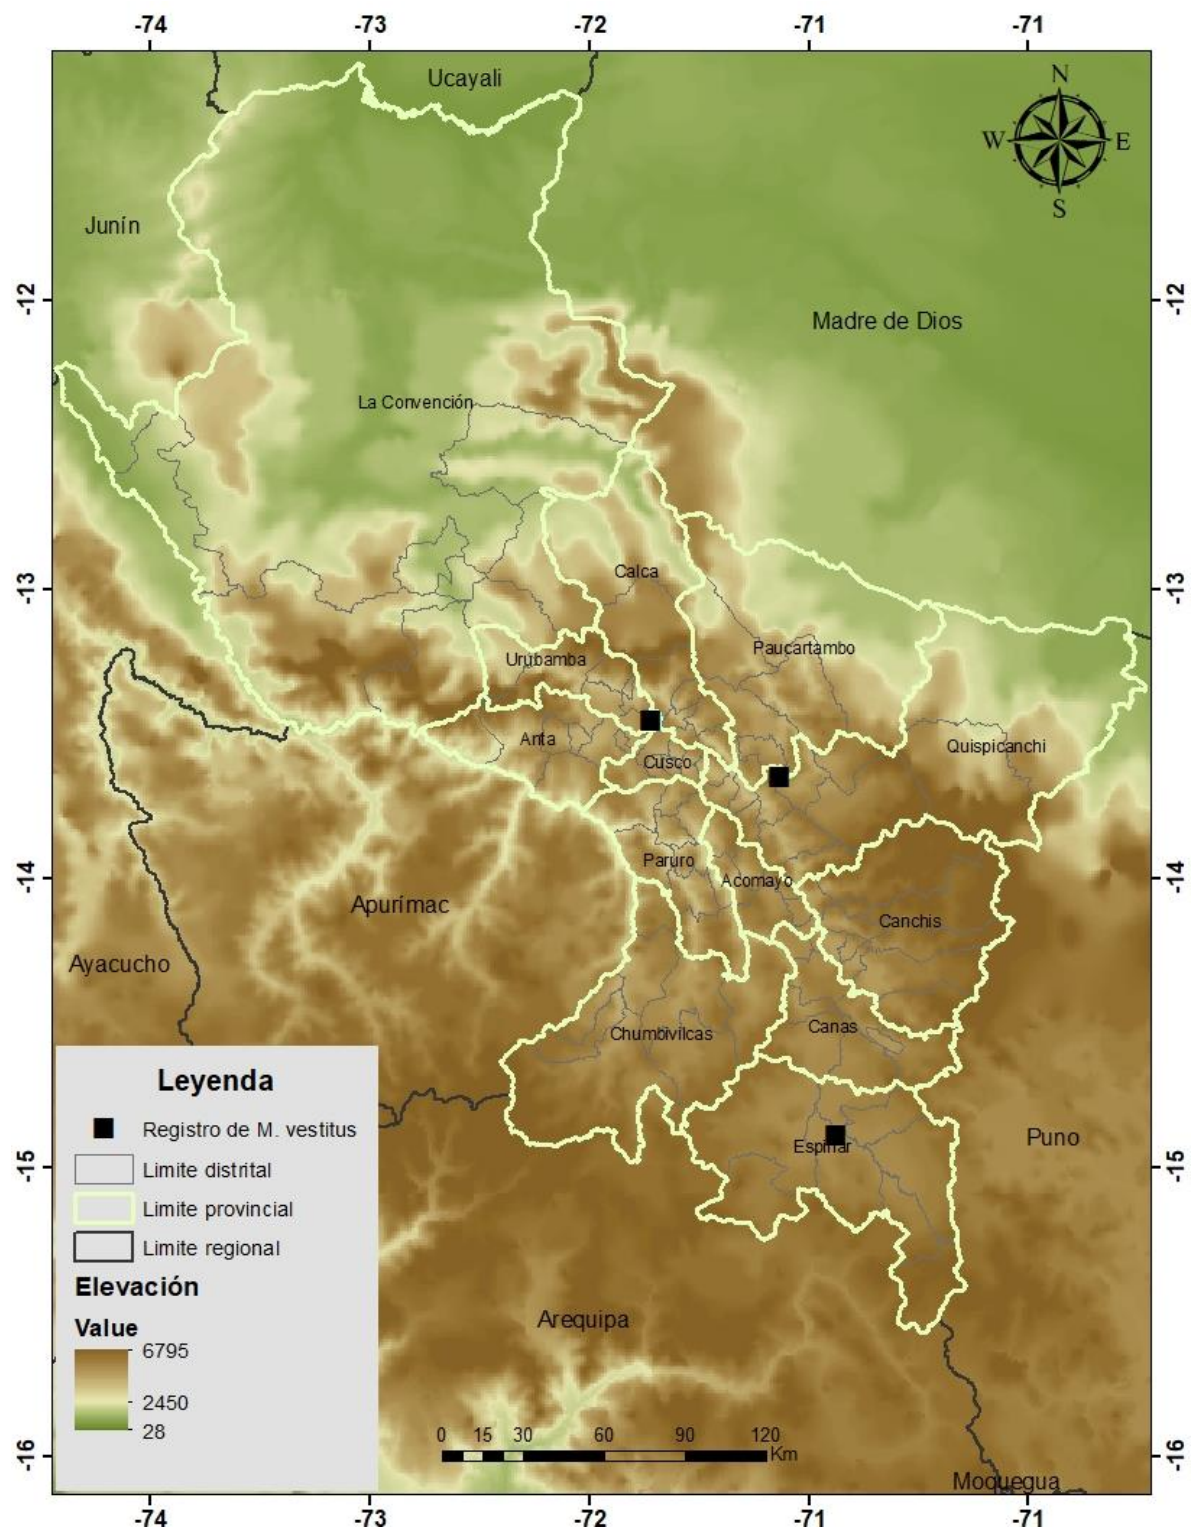 -74 -73 -72 -71 -71
Ucayali
N
W E
S
Junín
-12 -12
Madre de Dios
La Convención
Calca
-13 -13
Paucartambo
Urubamba
Anta
Quispicanchi
Cusco
Paruro
-14 -14
Acomayo
Apurímac
Canchis
Ayacucho
Canas
Chumbivilcas
Leyenda
Registro de M. vestitus
Puno
Espinar
-15 -15
Limite distrital
Limite provincial
Limite regional
Elevación
Arequipa
Value
6795
2450
28
0 15 30 60 90 120
Km
-16 -16
Moquegua
-74 -73 -72 -71 -71